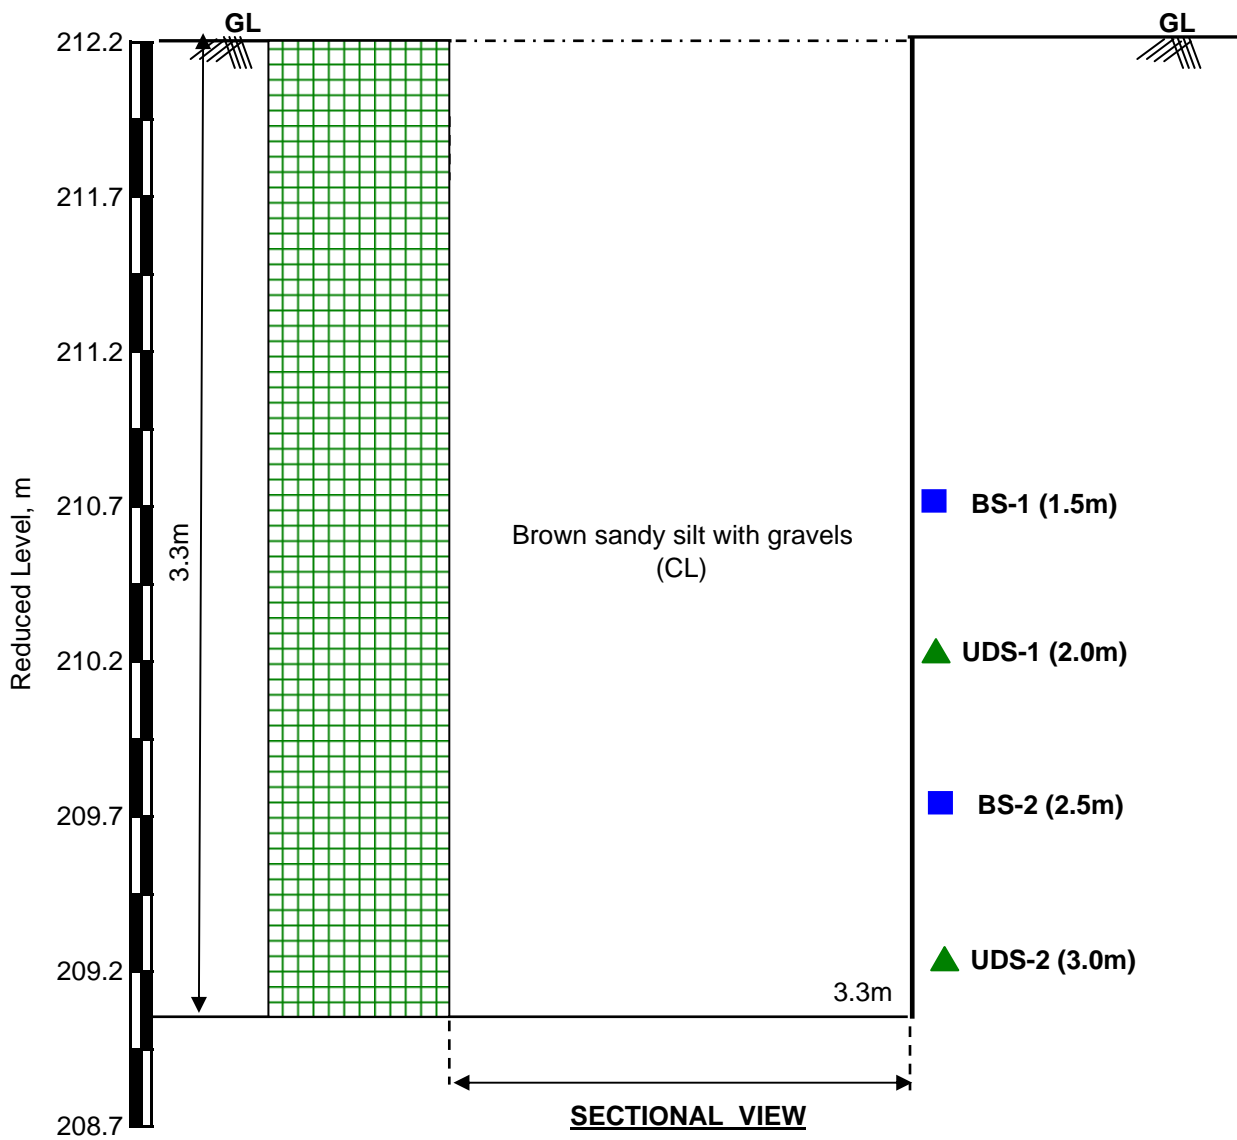 GL
GL
212.2
211.7
211.2
210.7
210.2
209.7
209.2
208.7
Reduced Level, m
3.3m
Brown sandy silt with gravels
(CL)
BS-1 (1.5m)
UDS-1 (2.0m)
BS-2 (2.5m)
UDS-2 (3.0m)
3.3m
SECTIONAL VIEW